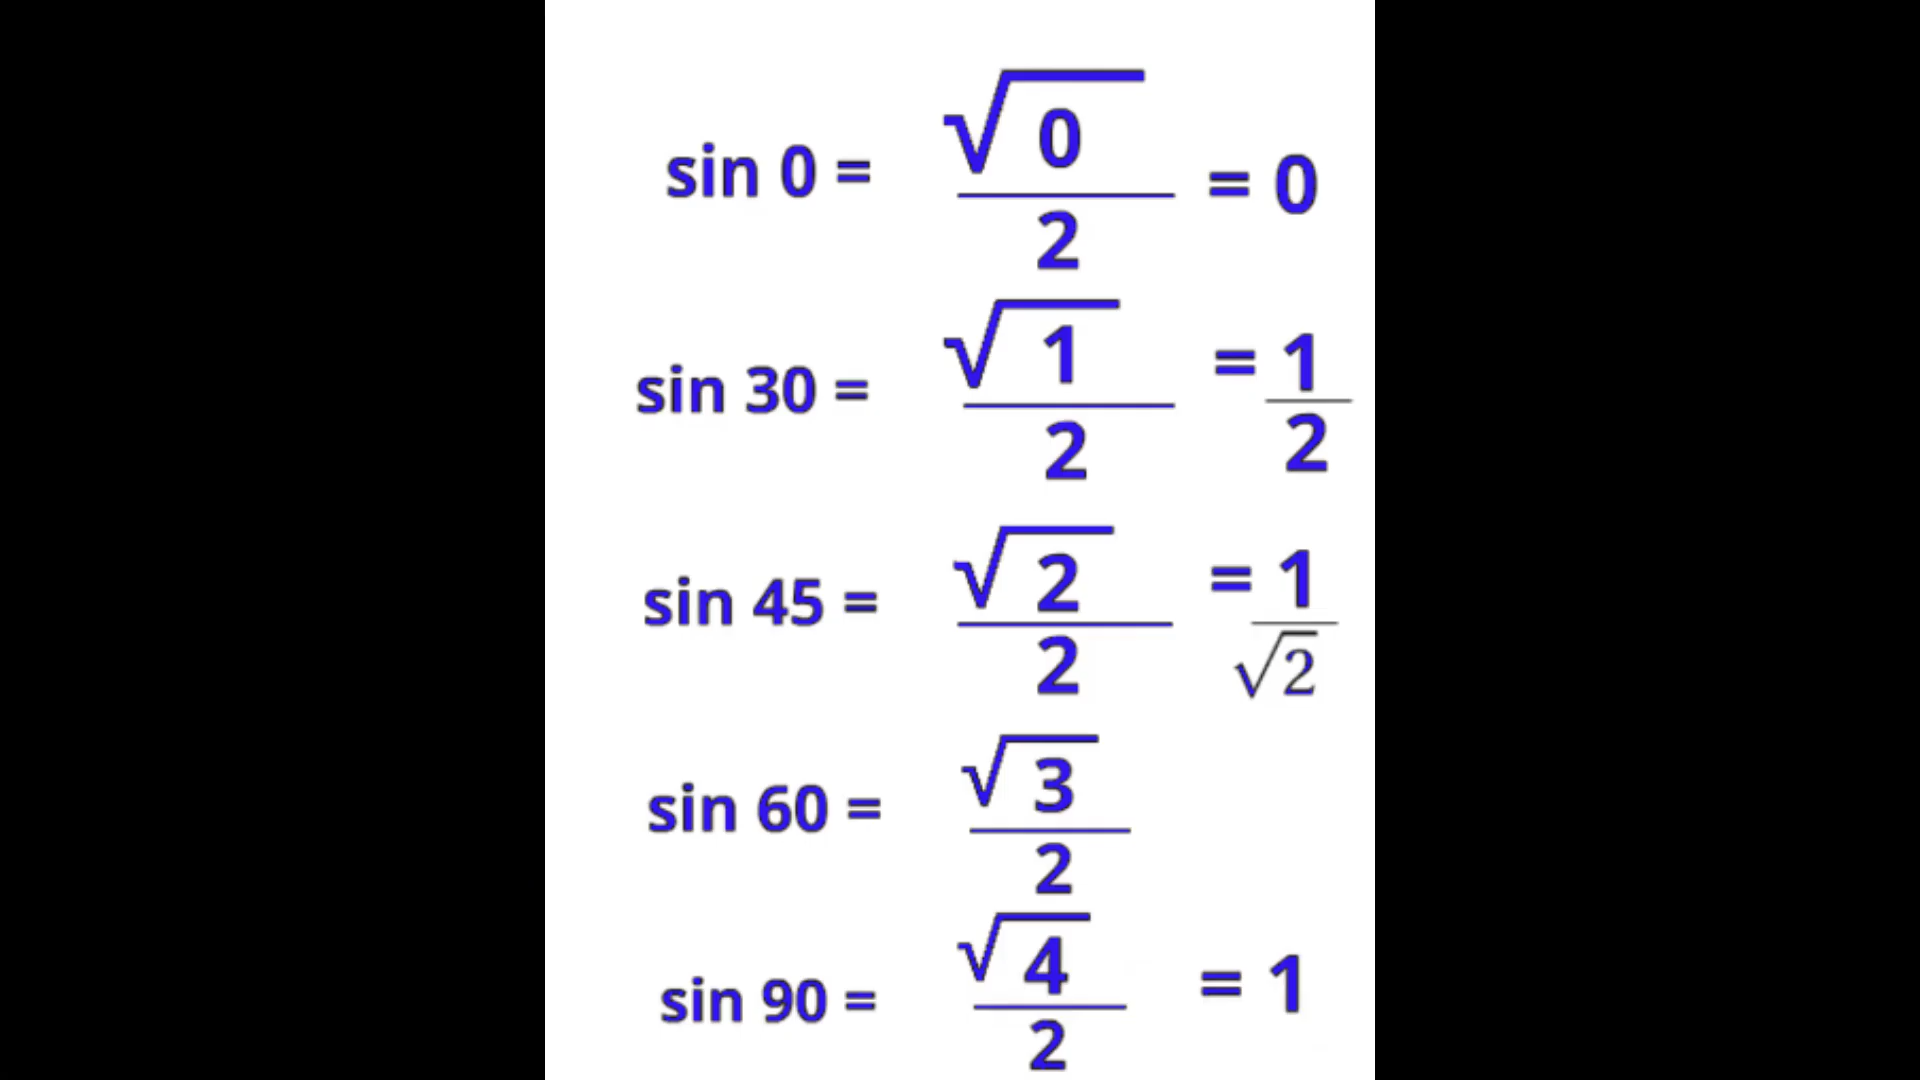 sin 0 = √0/2 = 0
sin 30 = √1/2 = 1/2
sin 45 = √2/2 = 1/√2
sin 60 = √3/2
sin 90 = √4/2 = 1